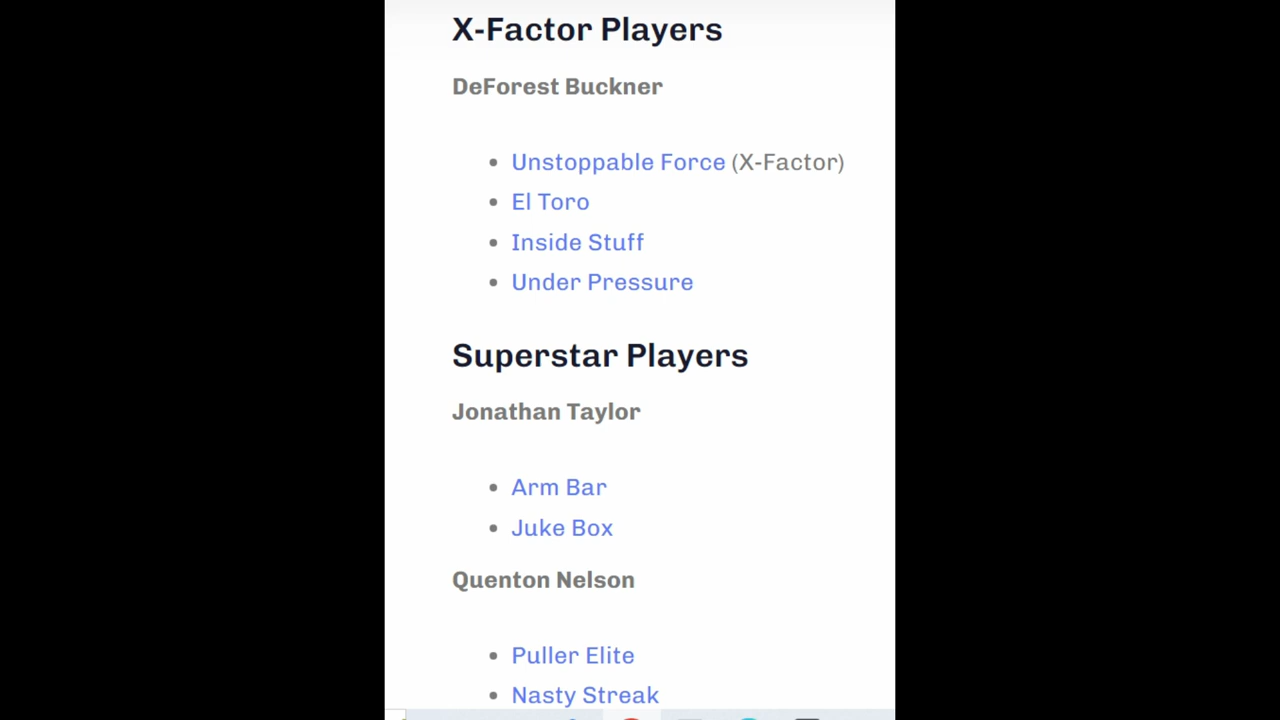 X-Factor Players
DeForest Buckner
Unstoppable Force (X-Factor)
El Toro
Inside Stuff
Under Pressure
Superstar Players
Jonathan Taylor
Arm Bar
Juke Box
Quenton Nelson
Puller Elite
Nasty Streak